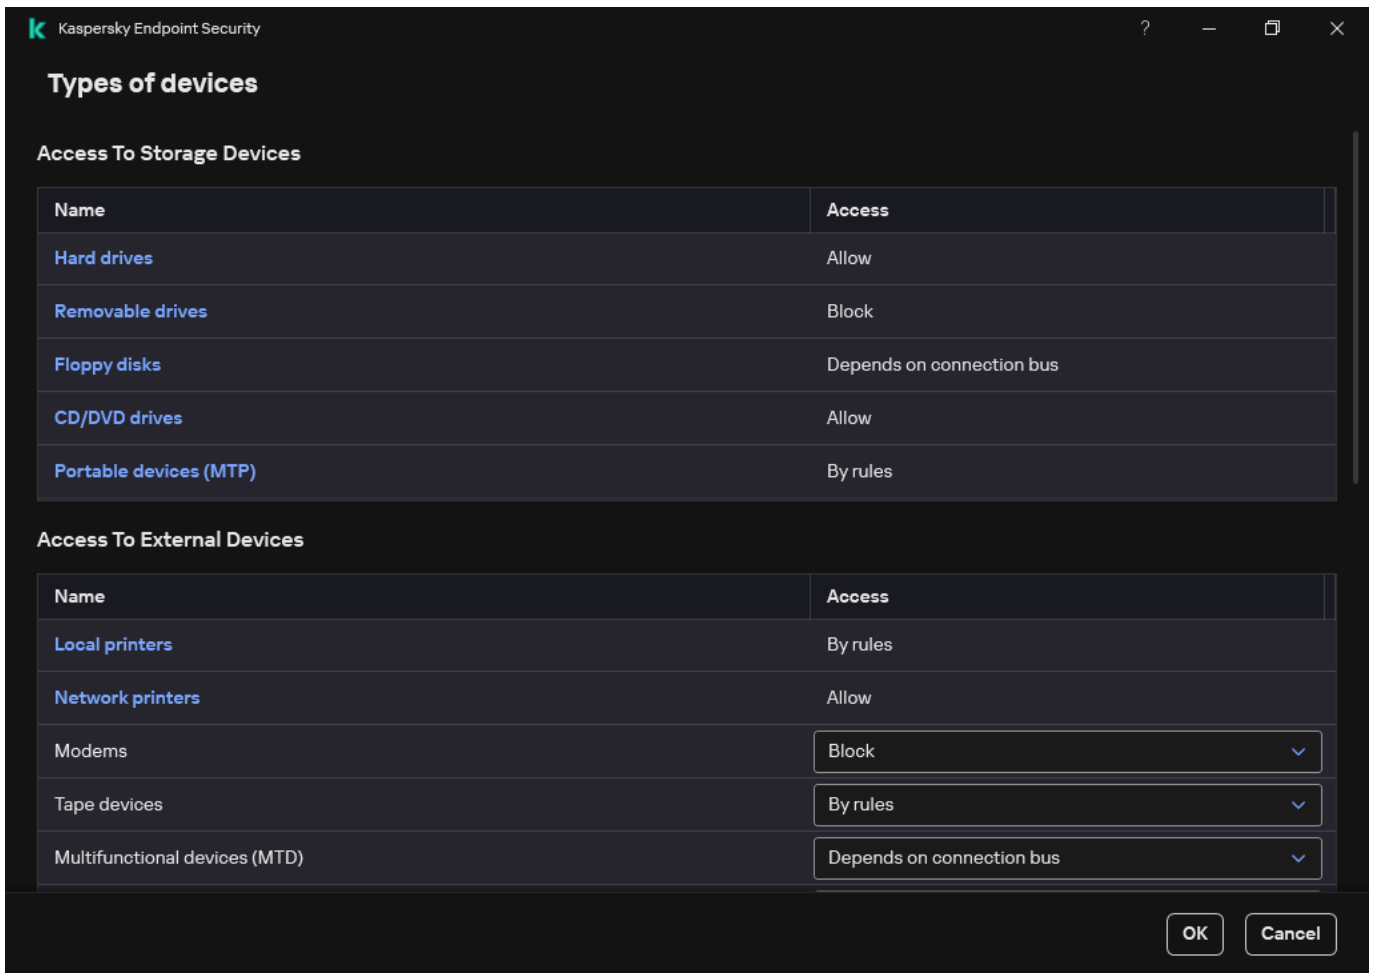 Kaspersky Endpoint Security ?
Types of devices
Access To Storage Devices
Name Access
Hard drives Allow
Removable drives Block
Floppy disks Depends on connection bus
CD/DVD drives Allow
Portable devices (MTP) By rules
Access To External Devices
Name Access
Local printers By rules
Network printers Allow
Modems Block
Tape devices By rules
Multifunctional devices (MTD) Depends on connection bus
OK Cancel